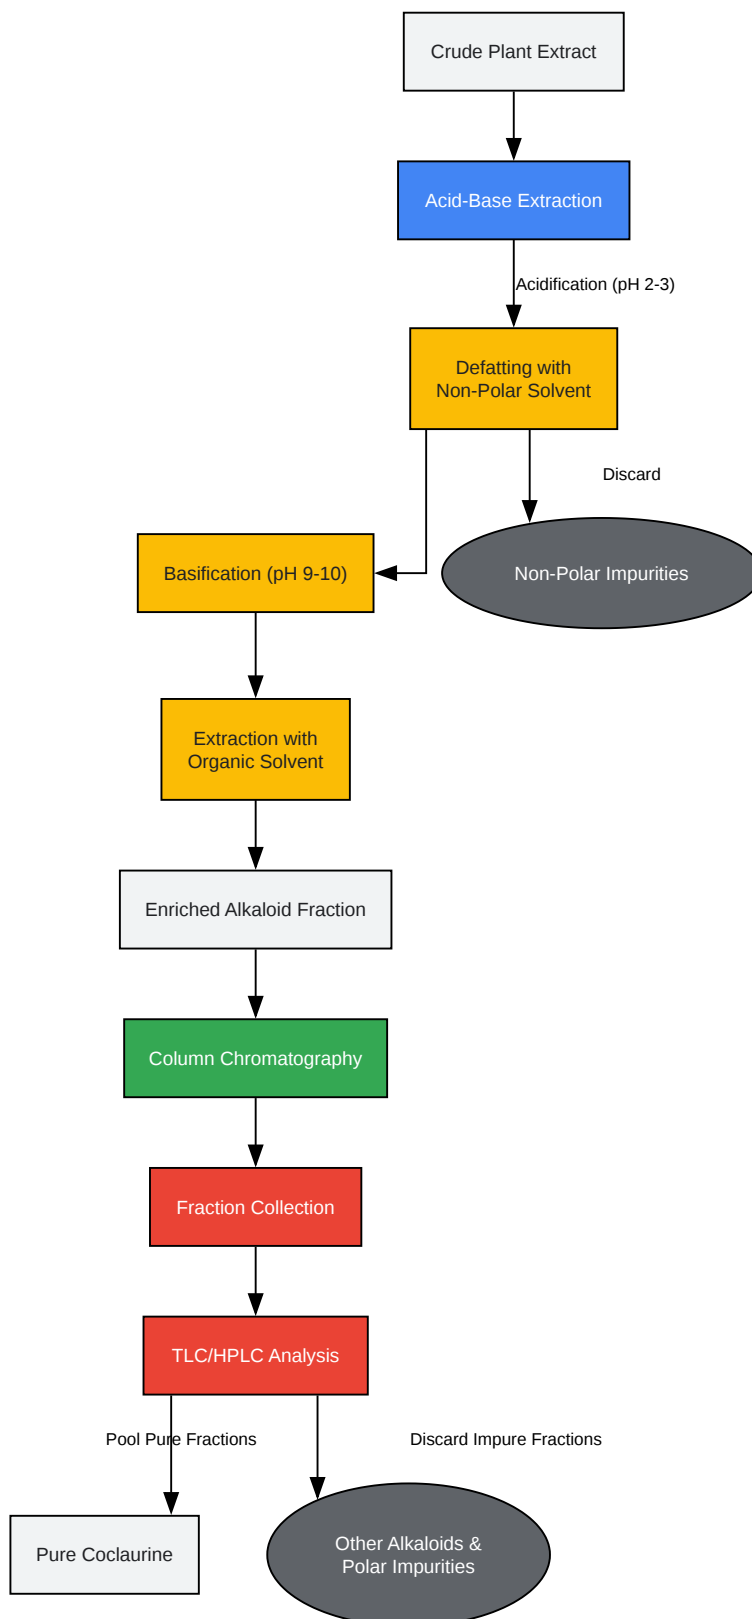 Crude Plant Extract
Acid-Base Extraction
Acidification (pH 2-3)
Defatting with
Non-Polar Solvent
Discard
Basification (pH 9-10)
Non-Polar Impurities
Extraction with
Organic Solvent
Enriched Alkaloid Fraction
Column Chromatography
Fraction Collection
TLC/HPLC Analysis
Pool Pure Fractions
Discard Impure Fractions
Pure Coclaurine
Other Alkaloids &
Polar Impurities